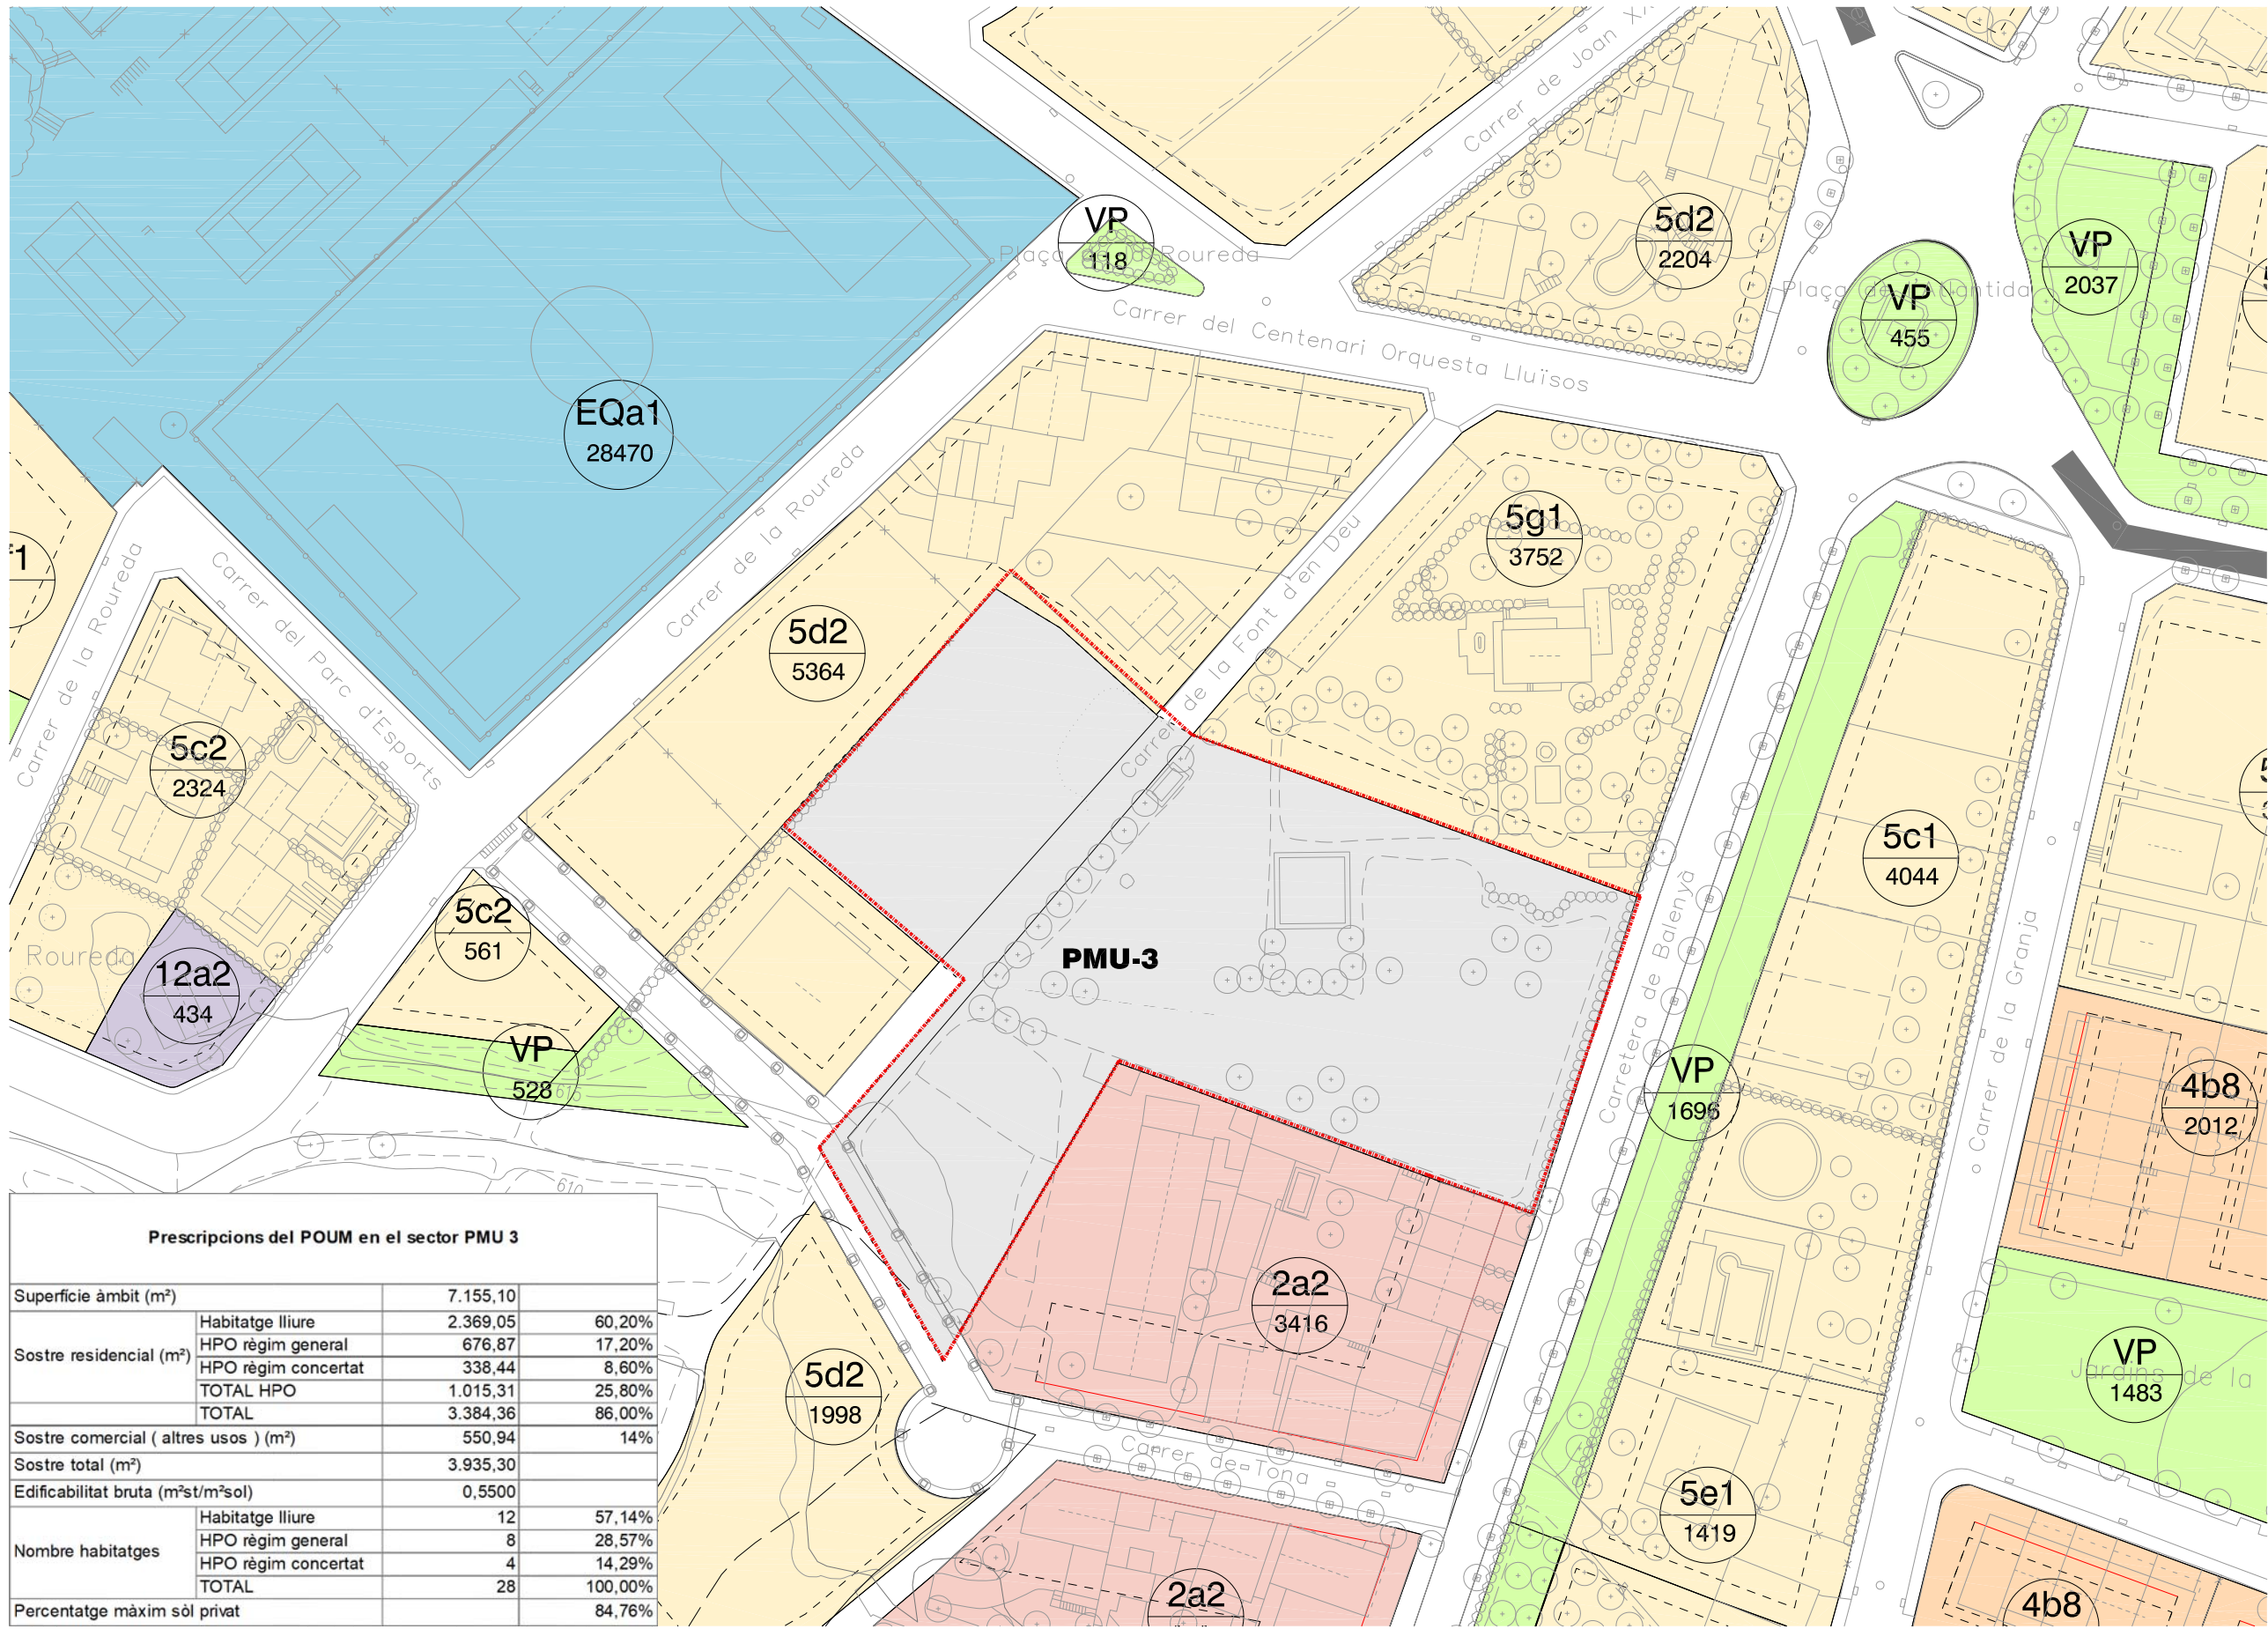 Carrer de Joan
VP
118
Plaça
Roureda
5d2
2204
VP
2037
Plaça de l'Atlantida
VP
455
Carrer del Centenari Orquesta Lluïsos
EQa1
28470
Carrer de la Roureda
5g1
3752
Carrer de la Font d'en Deu
Carrer de la Roureda
Carrer del Parc d'Esports
5d2
5364
5c2
2324
5c1
4044
5c2
561
Roureda
12a2
434
PMU-3
Carretera de Balenyà
Carrer de la Granja
VP
528
615
VP
1696
4b8
2012
610
2a2
3416
5d2
1998
VP
1483
Jardins de la
Carrer de Tona
5e1
1419
2a2
4b8
Prescripcions del POUM en el sector PMU 3
Superfície àmbit (m²) 7.155,10
Sostre residencial (m²) Habitatge lliure 2.369,05 60,20%
HPO règim general 676,87 17,20%
HPO règim concertat 338,44 8,60%
TOTAL HPO 1.015,31 25,80%
TOTAL 3.384,36 86,00%
Sostre comercial ( altres usos ) (m²) 550,94 14%
Sostre total (m²) 3.935,30
Edificabilitat bruta (m²st/m²sol) 0,5500
Nombre habitatges Habitatge lliure 12 57,14%
HPO règim general 8 28,57%
HPO règim concertat 4 14,29%
TOTAL 28 100,00%
Percentatge màxim sòl privat 84,76%